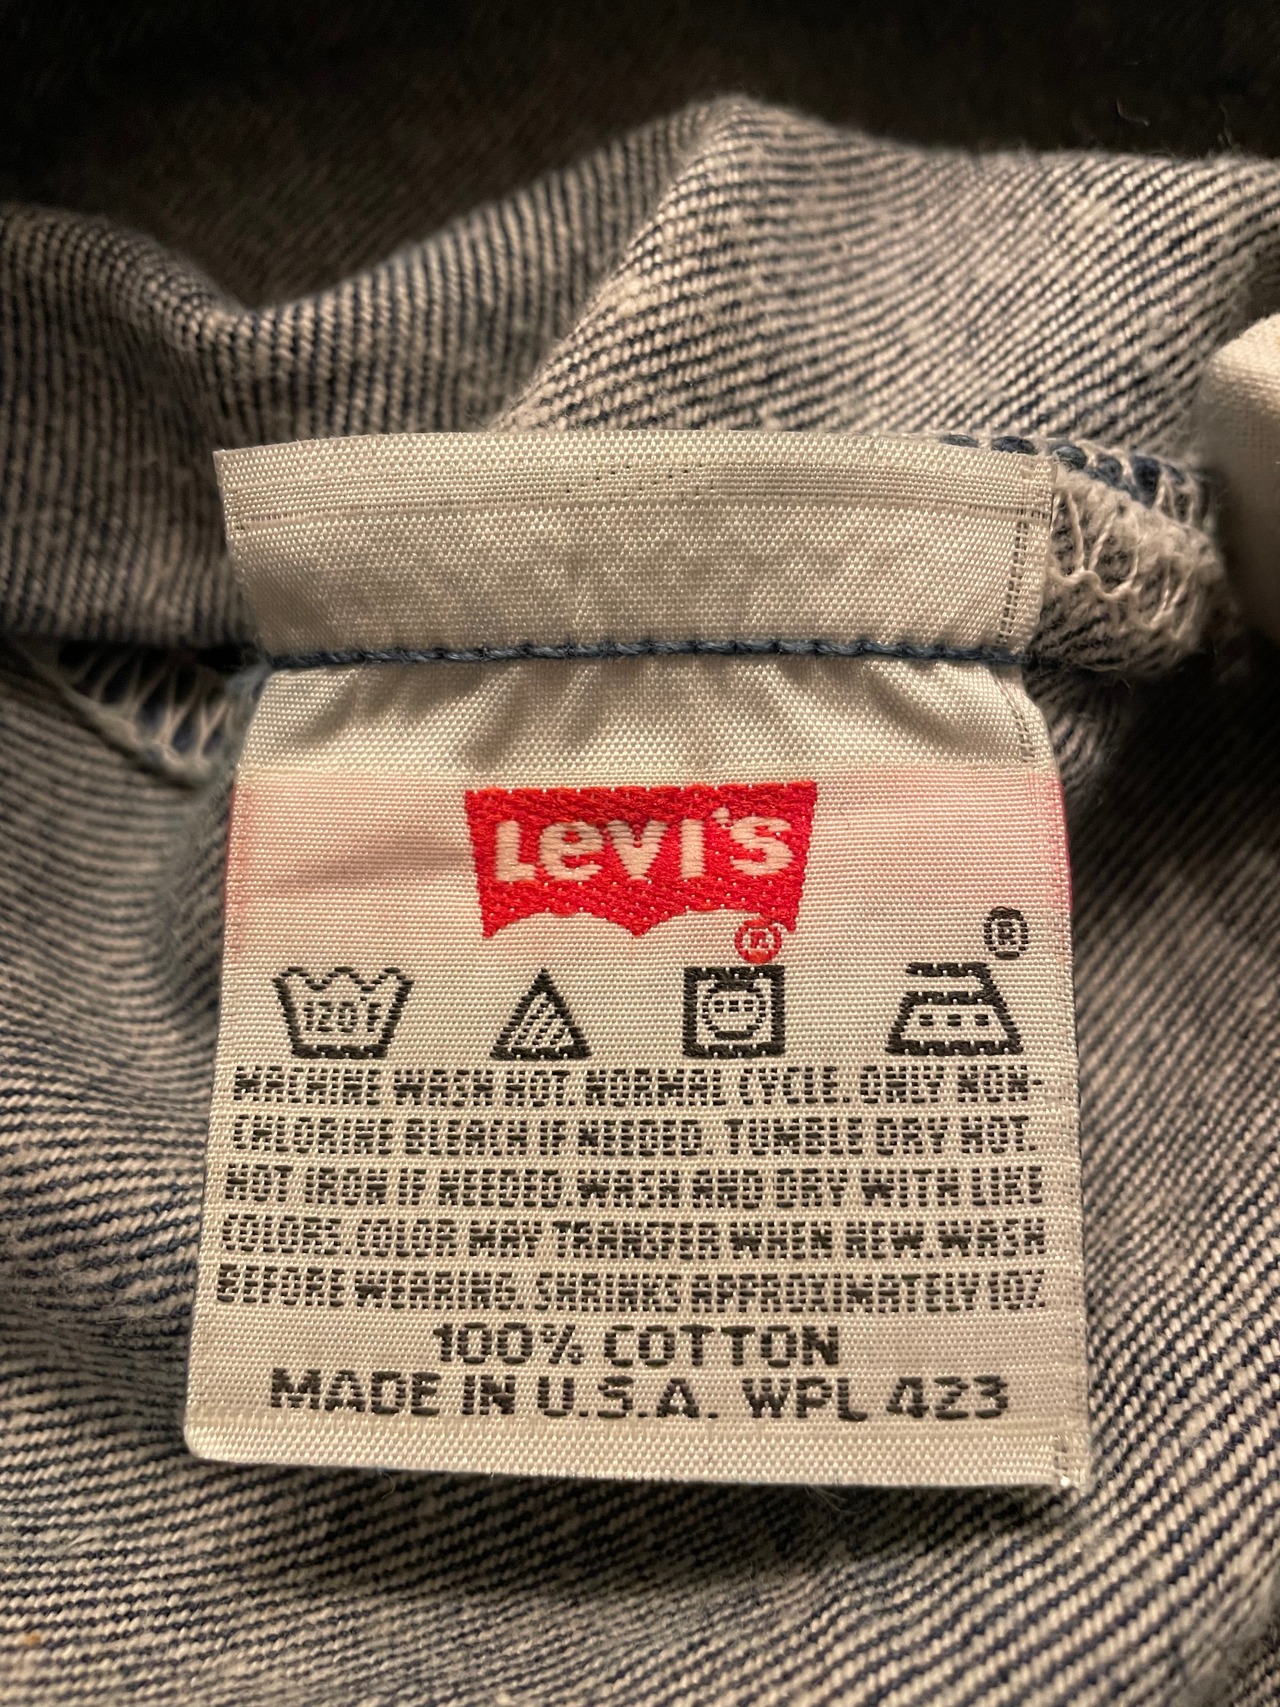 Levi's
®
®
120F
MACHINE WASH HOT. NORMAL CYCLE. ONLY NON-
CHLORINE BLEACH IF NEEDED. TUMBLE DRY HOT.
HOT IRON IF NEEDED. WASH AND DRY WITH LIKE
COLORS. COLOR MAY TRANSFER WHEN NEW. WASH
BEFORE WEARING. SHRINKS APPROXIMATELY 10%.
100% COTTON
MADE IN U.S.A. WPL 423